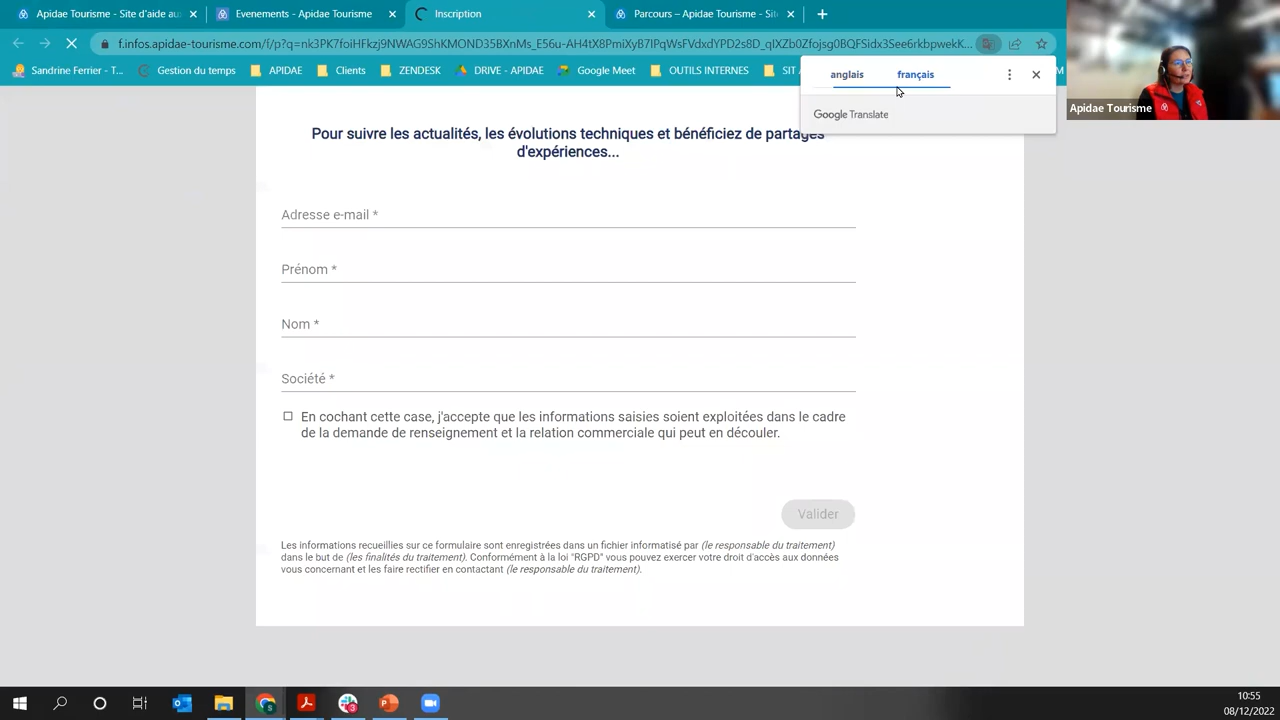 Apidae Tourisme - Site d'aide au
Evenements - Apidae Tourisme
Inscription
Parcours – Apidae Tourisme - Sit
f.infos.apidae-tourisme.com/f/p?q=nk3PK7foiHFkzj9NWAG9ShKMOND35BXnMs_E56u-AH4tX8PmiXyB7IPqWsFVdxdYPD2s8D_qIXZb0Zfojsg0BQFSidx3See6rkbpwekK...
Sandrine Ferrier - T...
Gestion du temps
APIDAE
Clients
ZENDESK
DRIVE - APIDAE
Google Meet
OUTILS INTERNES
SIT
anglais
français
Google Translate
Apidae Tourisme
Pour suivre les actualités, les évolutions techniques et bénéficiez de partages
d'expériences...
Adresse e-mail *
Prénom *
Nom *
Société *
En cochant cette case, j'accepte que les informations saisies soient exploitées dans le cadre
de la demande de renseignement et la relation commerciale qui peut en découler.
Valider
Les informations recueillies sur ce formulaire sont enregistrées dans un fichier informatisé par (le responsable du traitement)
dans le but de (les finalités du traitement). Conformément à la loi "RGPD" vous pouvez exercer votre droit d'accès aux données
vous concernant et les faire rectifier en contactant (le responsable du traitement).
10:55
08/12/2022